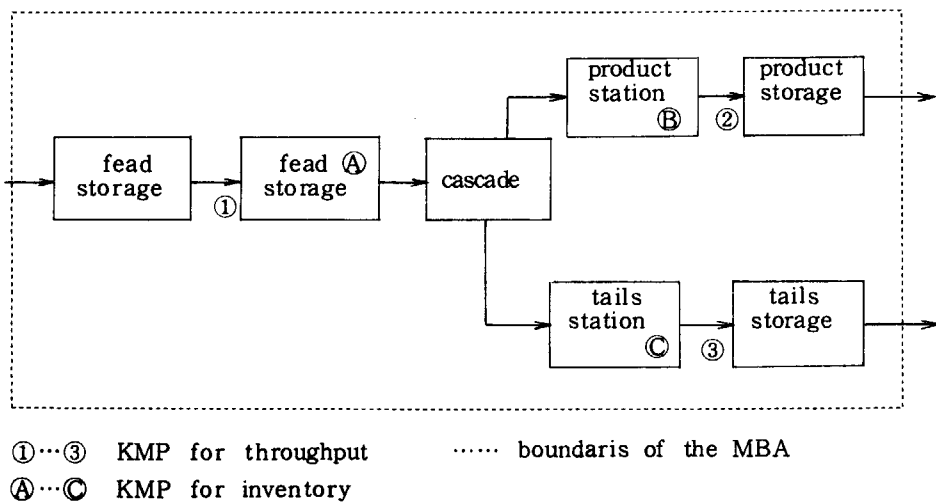 product
station
Ⓑ
②
product
storage
fead
storage
①
fead Ⓐ
storage
cascade
tails
station
Ⓒ
③
tails
storage
①···③ KMP for throughput
······ boundaris of the MBA
Ⓐ···Ⓒ KMP for inventory